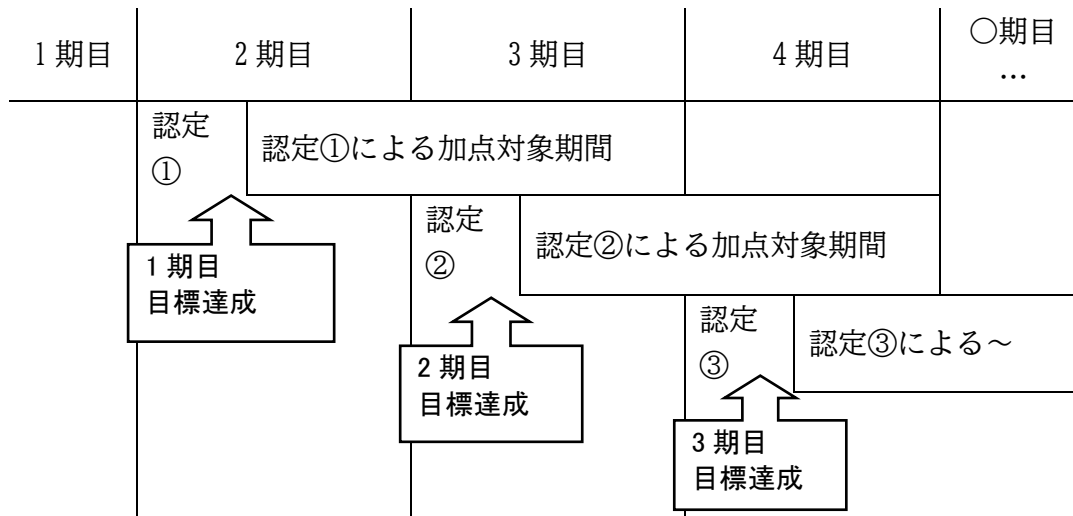 1期目
2期目
3期目
4期目
○期目
…
認定
①
認定①による加点対象期間
1期目
目標達成
認定
②
認定②による加点対象期間
2期目
目標達成
認定
③
認定③による～
3期目
目標達成